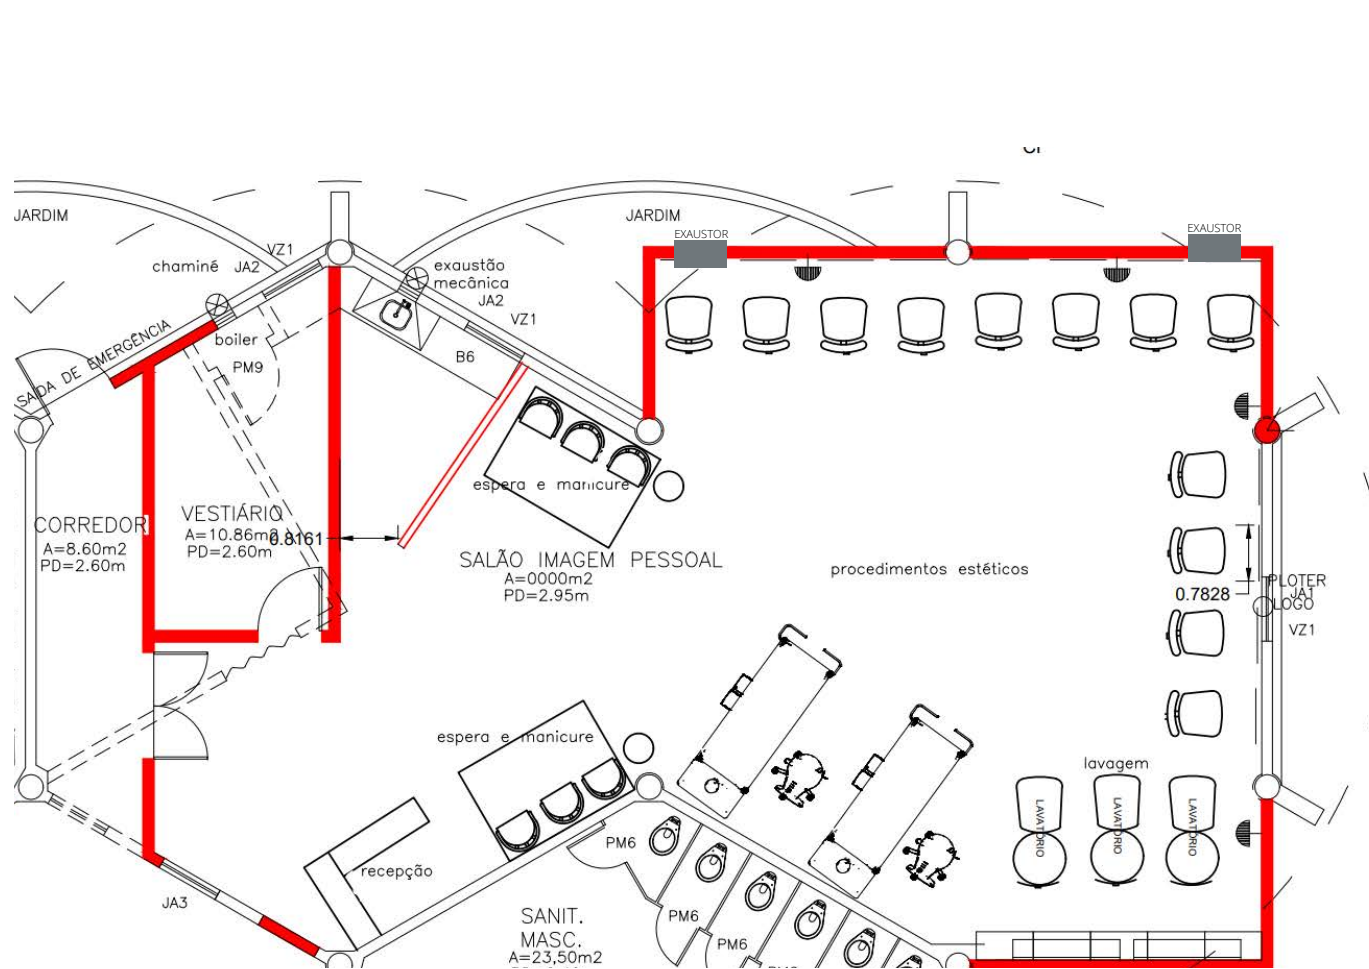 JARDIM
JARDIM
EXAUSTOR
EXAUSTOR
VZ1
chaminé JA2
exaustão
mecânica
JA2
VZ1
SAÍDA DE EMERGÊNCIA
boiler
PM9
B6
espera e manicure
CORREDOR
A=8.60m2
PD=2.60m
VESTIÁRIO
A=10.86m2
PD=2.60m
0.8161
SALÃO IMAGEM PESSOAL
A=0000m2
PD=2.95m
procedimentos estéticos
PLOTER
JA1
LOGO
0.7828
VZ1
espera e manicure
lavagem
LAVATÓRIO
LAVATÓRIO
LAVATÓRIO
PM6
recepção
JA3
SANIT.
MASC.
A=23,50m2
PM6
PM6